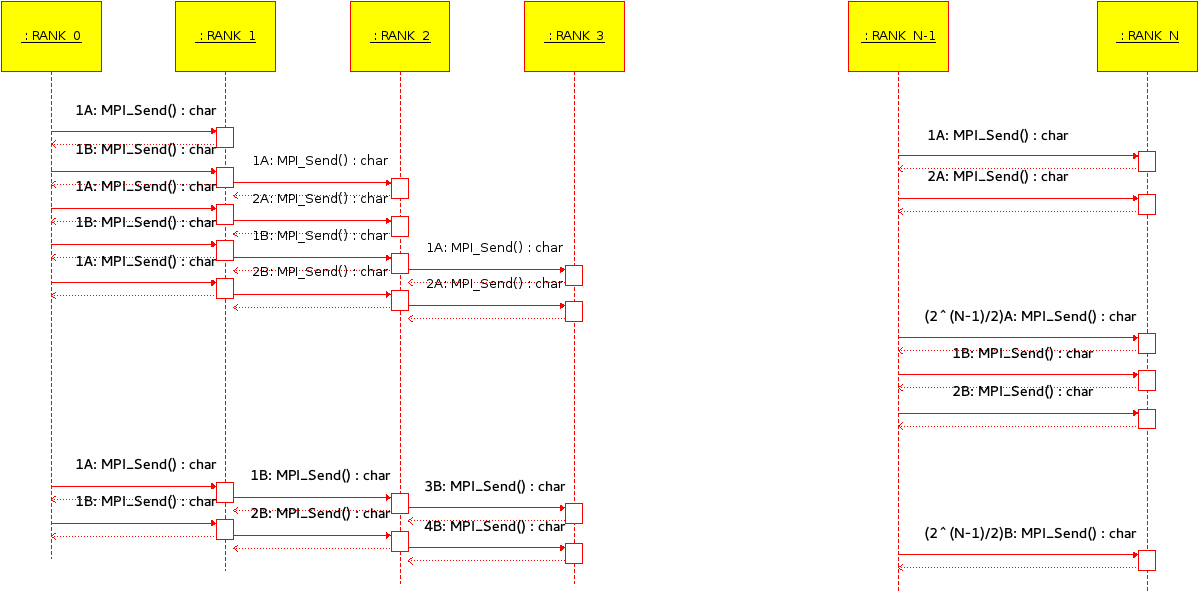 : RANK_0
: RANK_1
: RANK_2
: RANK_3
: RANK_N-1
: RANK_N
1A: MPI_Send() : char
1A: MPI_Send() : char
1B: MPI_Send() : char
1A: MPI_Send() : char
2A: MPI_Send() : char
1A: MPI_Send() : char
2A: MPI_Send() : char
1B: MPI_Send() : char
1B: MPI_Send() : char
1A: MPI_Send() : char
1A: MPI_Send() : char
2B: MPI_Send() : char
2A: MPI_Send() : char
(2^(N-1)/2)A: MPI_Send() : char
1B: MPI_Send() : char
2B: MPI_Send() : char
1A: MPI_Send() : char
1B: MPI_Send() : char
3B: MPI_Send() : char
1B: MPI_Send() : char
2B: MPI_Send() : char
4B: MPI_Send() : char
(2^(N-1)/2)B: MPI_Send() : char